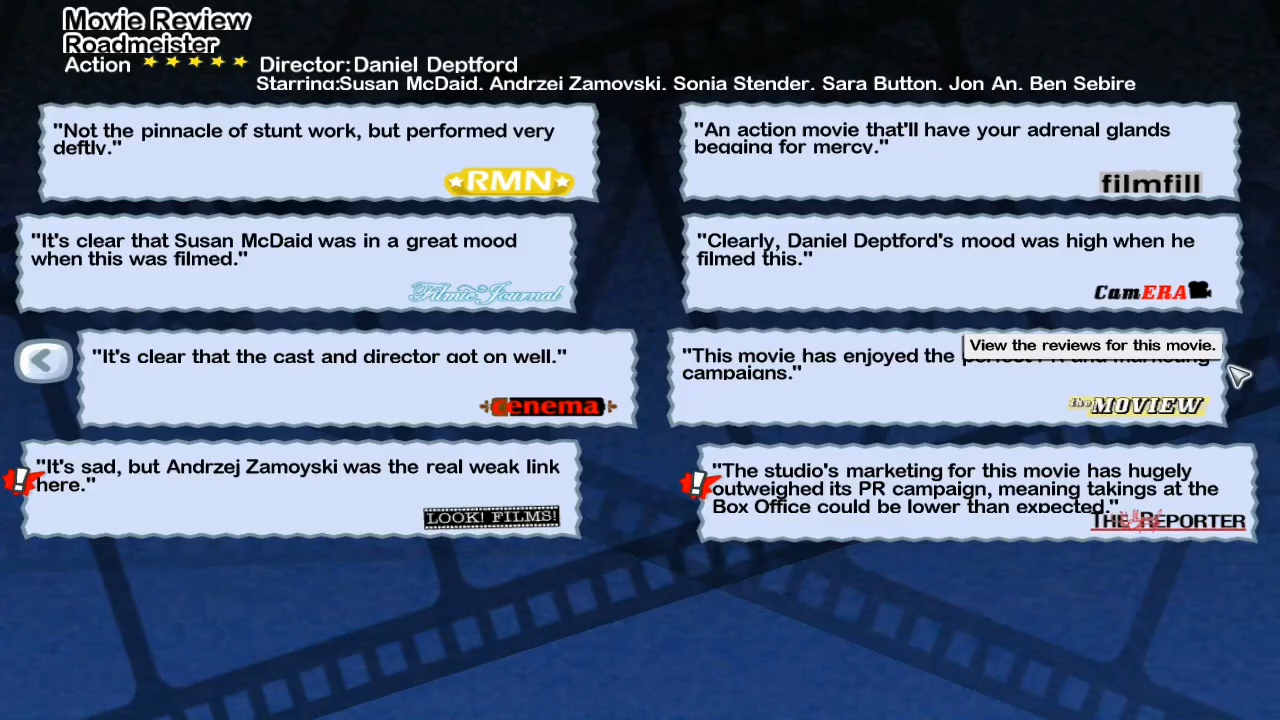 Movie Review
Roadmeister
Action
Director:Daniel Deptford
Starring:Susan McDaid, Andrzej Zamoyski, Sonia Stender, Sara Button, Jon An, Ben Sebire
"Not the pinnacle of stunt work, but performed very
deftly."
RMN
"An action movie that'll have your adrenal glands
begging for mercy."
filmfill
"It's clear that Susan McDaid was in a great mood
when this was filmed."
Filmic Journal
"Clearly, Daniel Deptford's mood was high when he
filmed this."
CamERA
"It's clear that the cast and director got on well."
cenema
"This movie has enjoyed the
View the reviews for this movie.
campaigns."
the MOVIEW
"It's sad, but Andrzej Zamoyski was the real weak link
here."
LOOK! FILMS!
"The studio's marketing for this movie has hugely
outweighed its PR campaign, meaning takings at the
Box Office could be lower than expected."
THE REPORTER